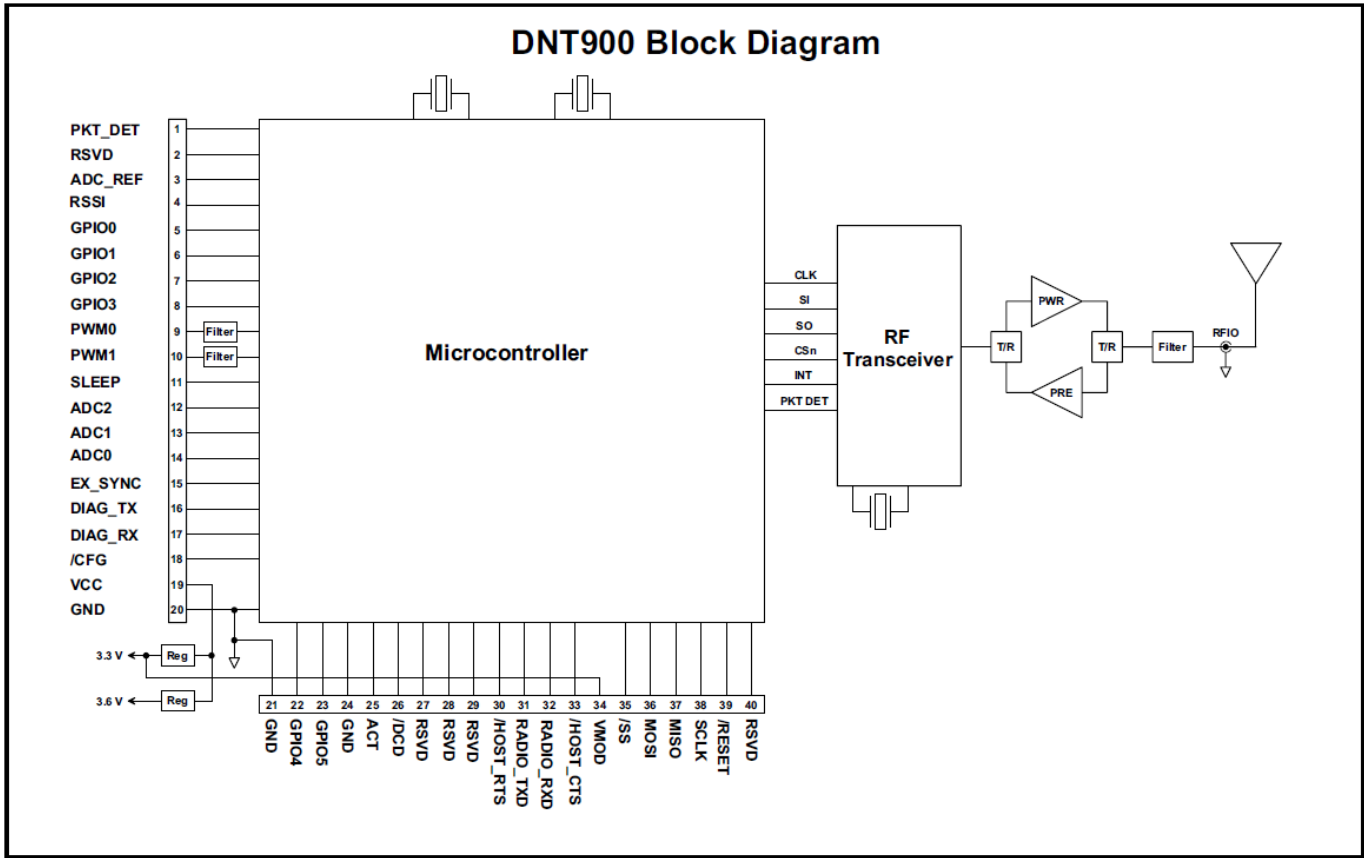 DNT900 Block Diagram
PKT_DET 1
RSVD 2
ADC_REF 3
RSSI 4
GPIO0 5
GPIO1 6
GPIO2 7
GPIO3 8
PWM0 9 Filter
PWM1 10 Filter
SLEEP 11
ADC2 12
ADC1 13
ADC0 14
EX_SYNC 15
DIAG_TX 16
DIAG_RX 17
/CFG 18
VCC 19
GND 20
Microcontroller
CLK
SI
SO
CSn
INT
PKT DET
RF
Transceiver
T/R
PWR
PRE
T/R
Filter
RFIO
3.3 V Reg
3.6 V Reg
21 22 23 24 25 26 27 28 29 30 31 32 33 34 35 36 37 38 39 40
GND
GPIO4
GPIO5
GND
ACT
/DCD
RSVD
RSVD
RSVD
/HOST_RTS
RADIO_TXD
RADIO_RXD
/HOST_CTS
VMOD
/SS
MOSI
MISO
SCLK
/RESET
RSVD